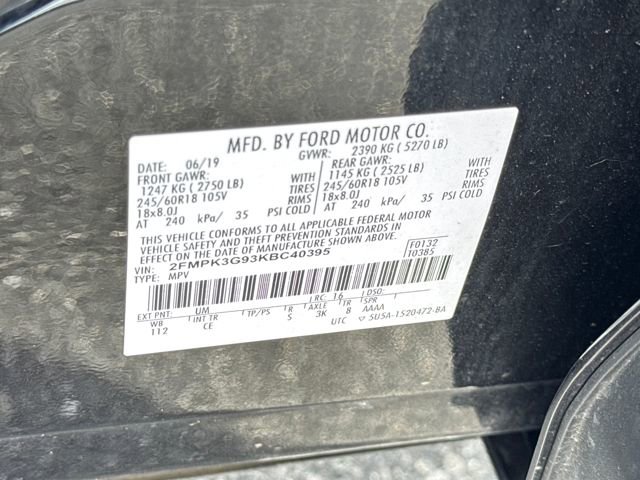 MFD. BY FORD MOTOR CO.
DATE: 06/19 GVWR: 2390 KG ( 5270 LB)
FRONT GAWR: REAR GAWR:
1247 KG ( 2750 LB) WITH 1145 KG ( 2525 LB) WITH
245/60R18 105V TIRES 245/60R18 105V TIRES
18x8.0J RIMS 18x8.0J RIMS
AT 240 kPa/ 35 PSI COLD AT 240 kPa/ 35 PSI COLD
THIS VEHICLE CONFORMS TO ALL APPLICABLE FEDERAL MOTOR
VEHICLE SAFETY AND THEFT PREVENTION STANDARDS IN
EFFECT ON THE DATE OF MANUFACTURE SHOWN ABOVE.
VIN: 2FMPK3G93KBC40395 F0132
TYPE: MPV T0385
EXT PNT: UM RC: 16 DSO:
WB INT TR TP/PS R AXLE TR SPR
112 CE S 3K 8 AAAA
UTC 5U5A-1520472-BA